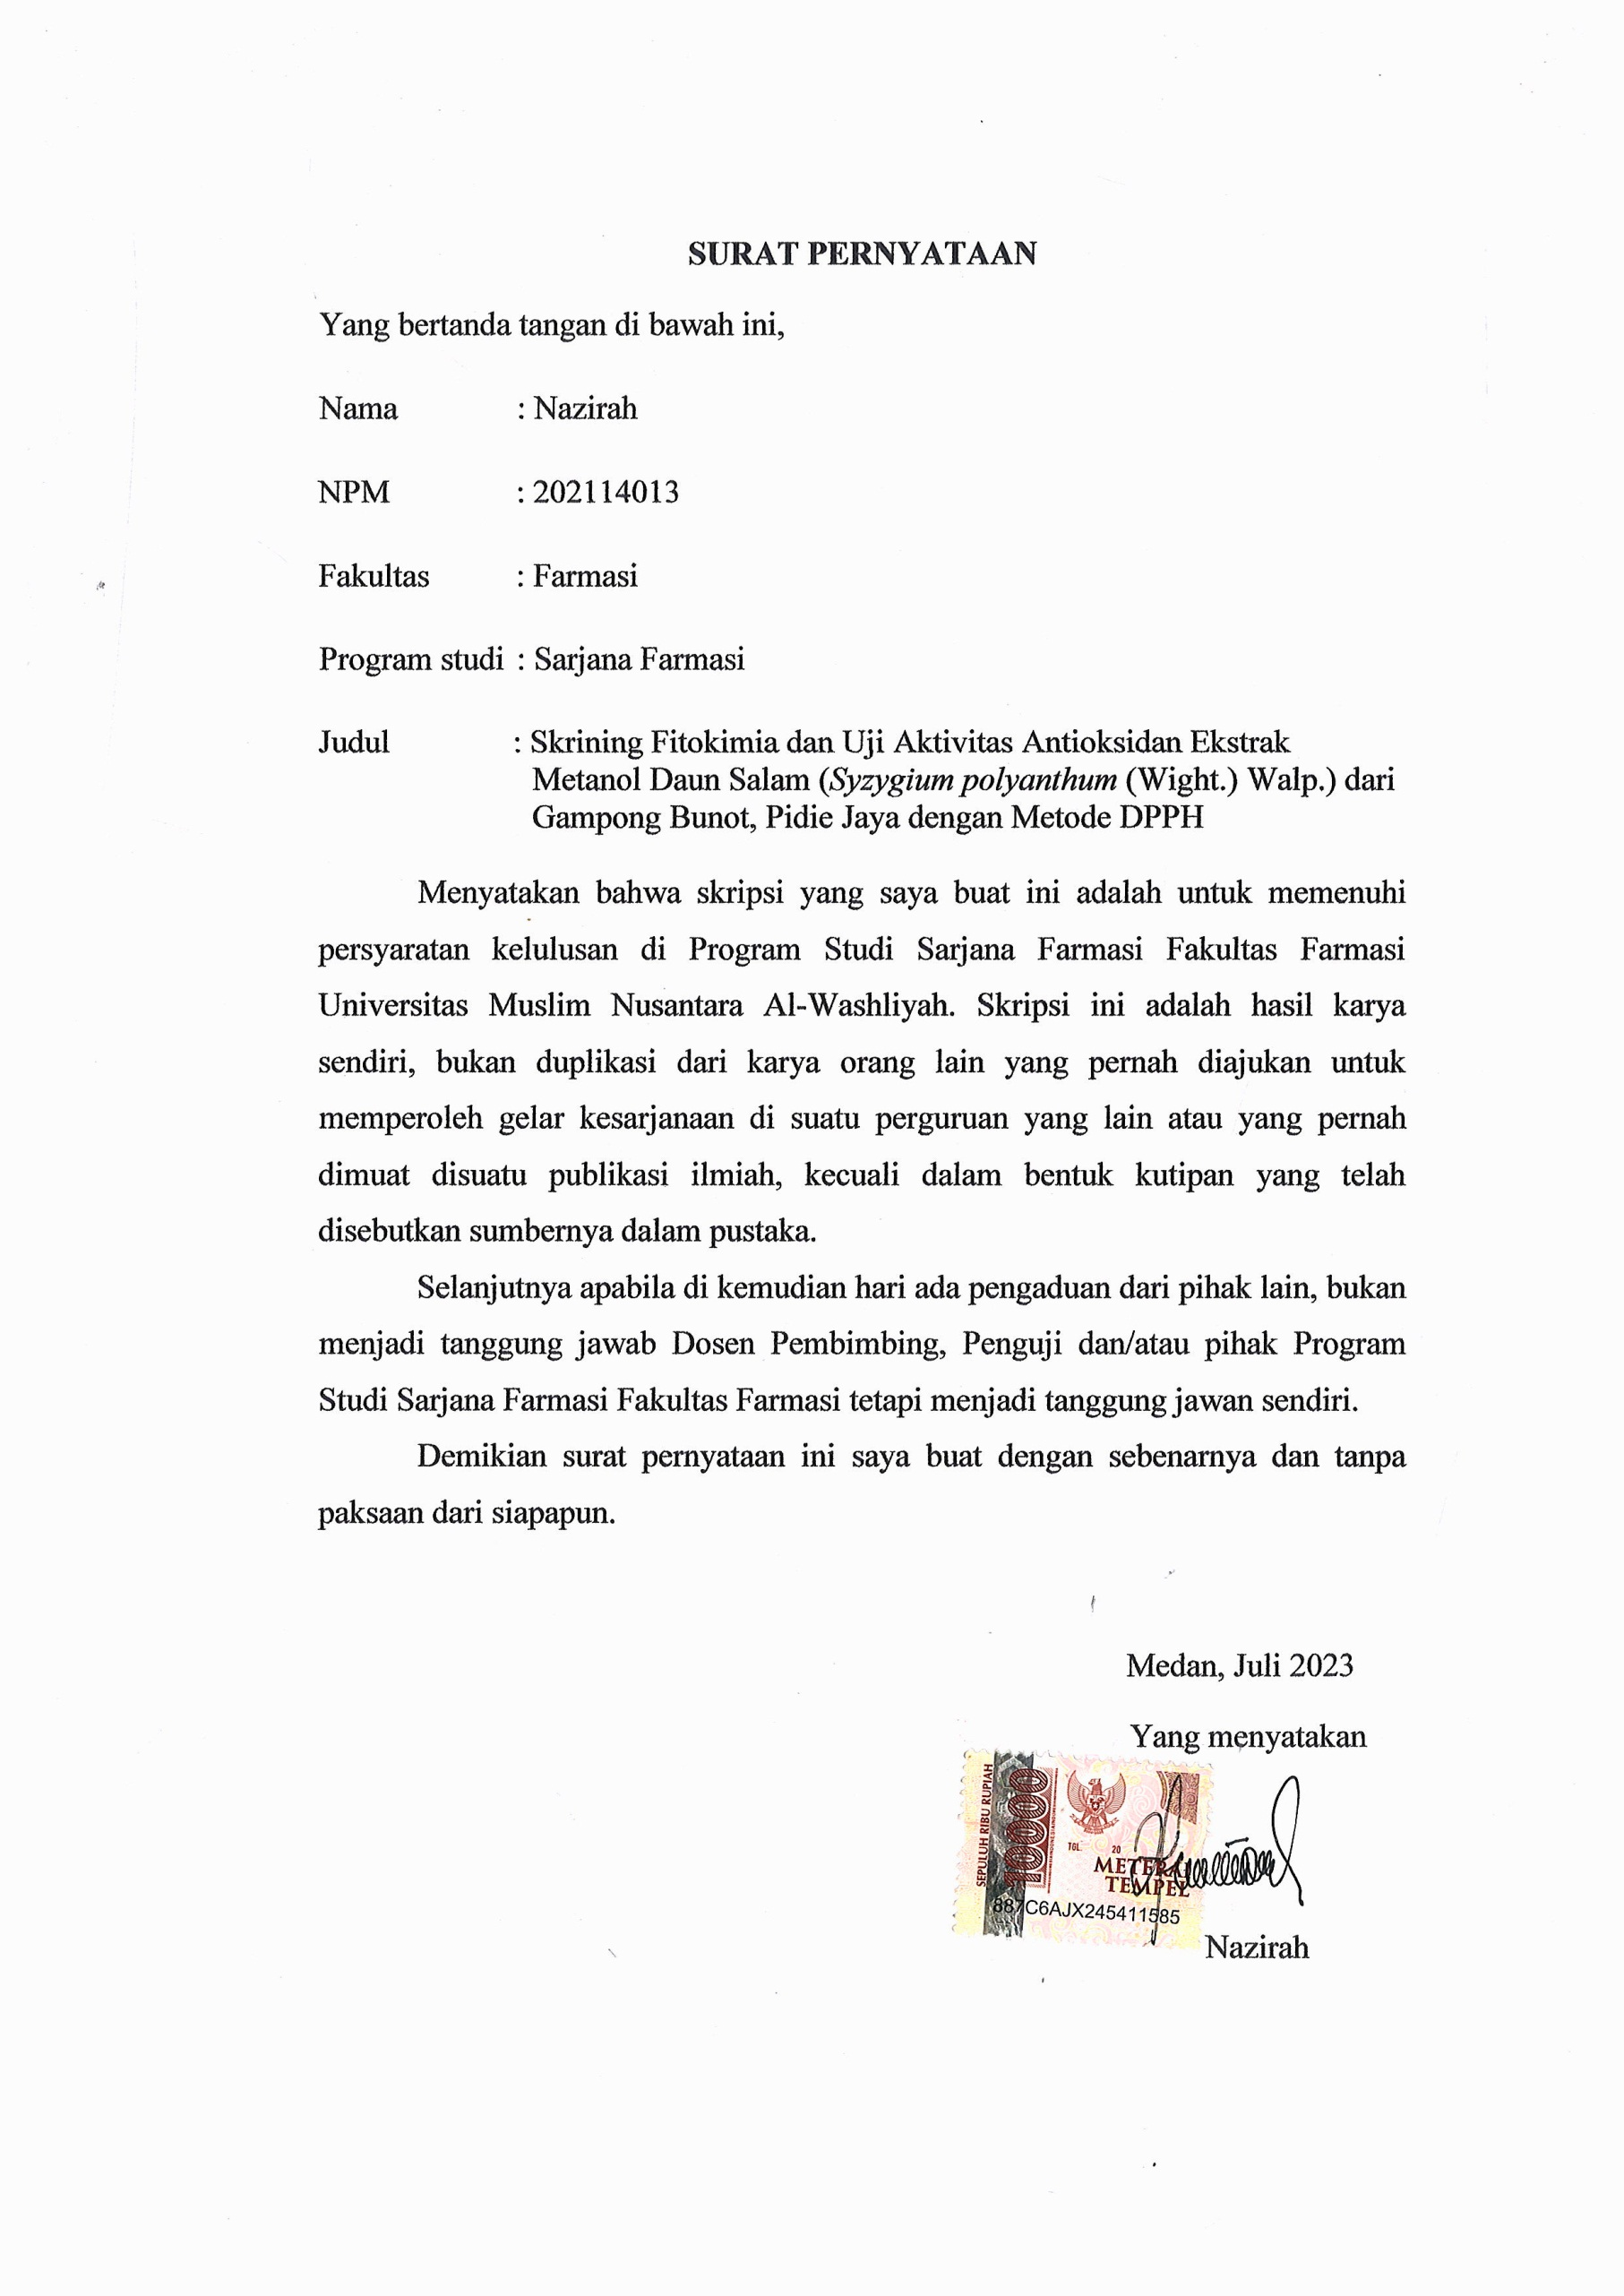 SURAT PERNYATAAN
Yang bertanda tangan di bawah ini,
Nama : Nazirah
NPM : 202114013
Fakultas : Farmasi
Program studi : Sarjana Farmasi
Judul : Skrining Fitokimia dan Uji Aktivitas Antioksidan Ekstrak
Metanol Daun Salam (Syzygium polyanthum (Wight.) Walp.) dari
Gampong Bunot, Pidie Jaya dengan Metode DPPH
Menyatakan bahwa skripsi yang saya buat ini adalah untuk memenuhi
persyaratan kelulusan di Program Studi Sarjana Farmasi Fakultas Farmasi
Universitas Muslim Nusantara Al-Washliyah. Skripsi ini adalah hasil karya
sendiri, bukan duplikasi dari karya orang lain yang pernah diajukan untuk
memperoleh gelar kesarjanaan di suatu perguruan yang lain atau yang pernah
dimuat disuatu publikasi ilmiah, kecuali dalam bentuk kutipan yang telah
disebutkan sumbernya dalam pustaka.
Selanjutnya apabila di kemudian hari ada pengaduan dari pihak lain, bukan
menjadi tanggung jawab Dosen Pembimbing, Penguji dan/atau pihak Program
Studi Sarjana Farmasi Fakultas Farmasi tetapi menjadi tanggung jawan sendiri.
Demikian surat pernyataan ini saya buat dengan sebenarnya dan tanpa
paksaan dari siapapun.
Medan, Juli 2023
Yang menyatakan
SEPULUH RIBU RUPIAH
10000
TGL. 20
METERAI
TEMPEL
887C6AJX245411585
Nazirah